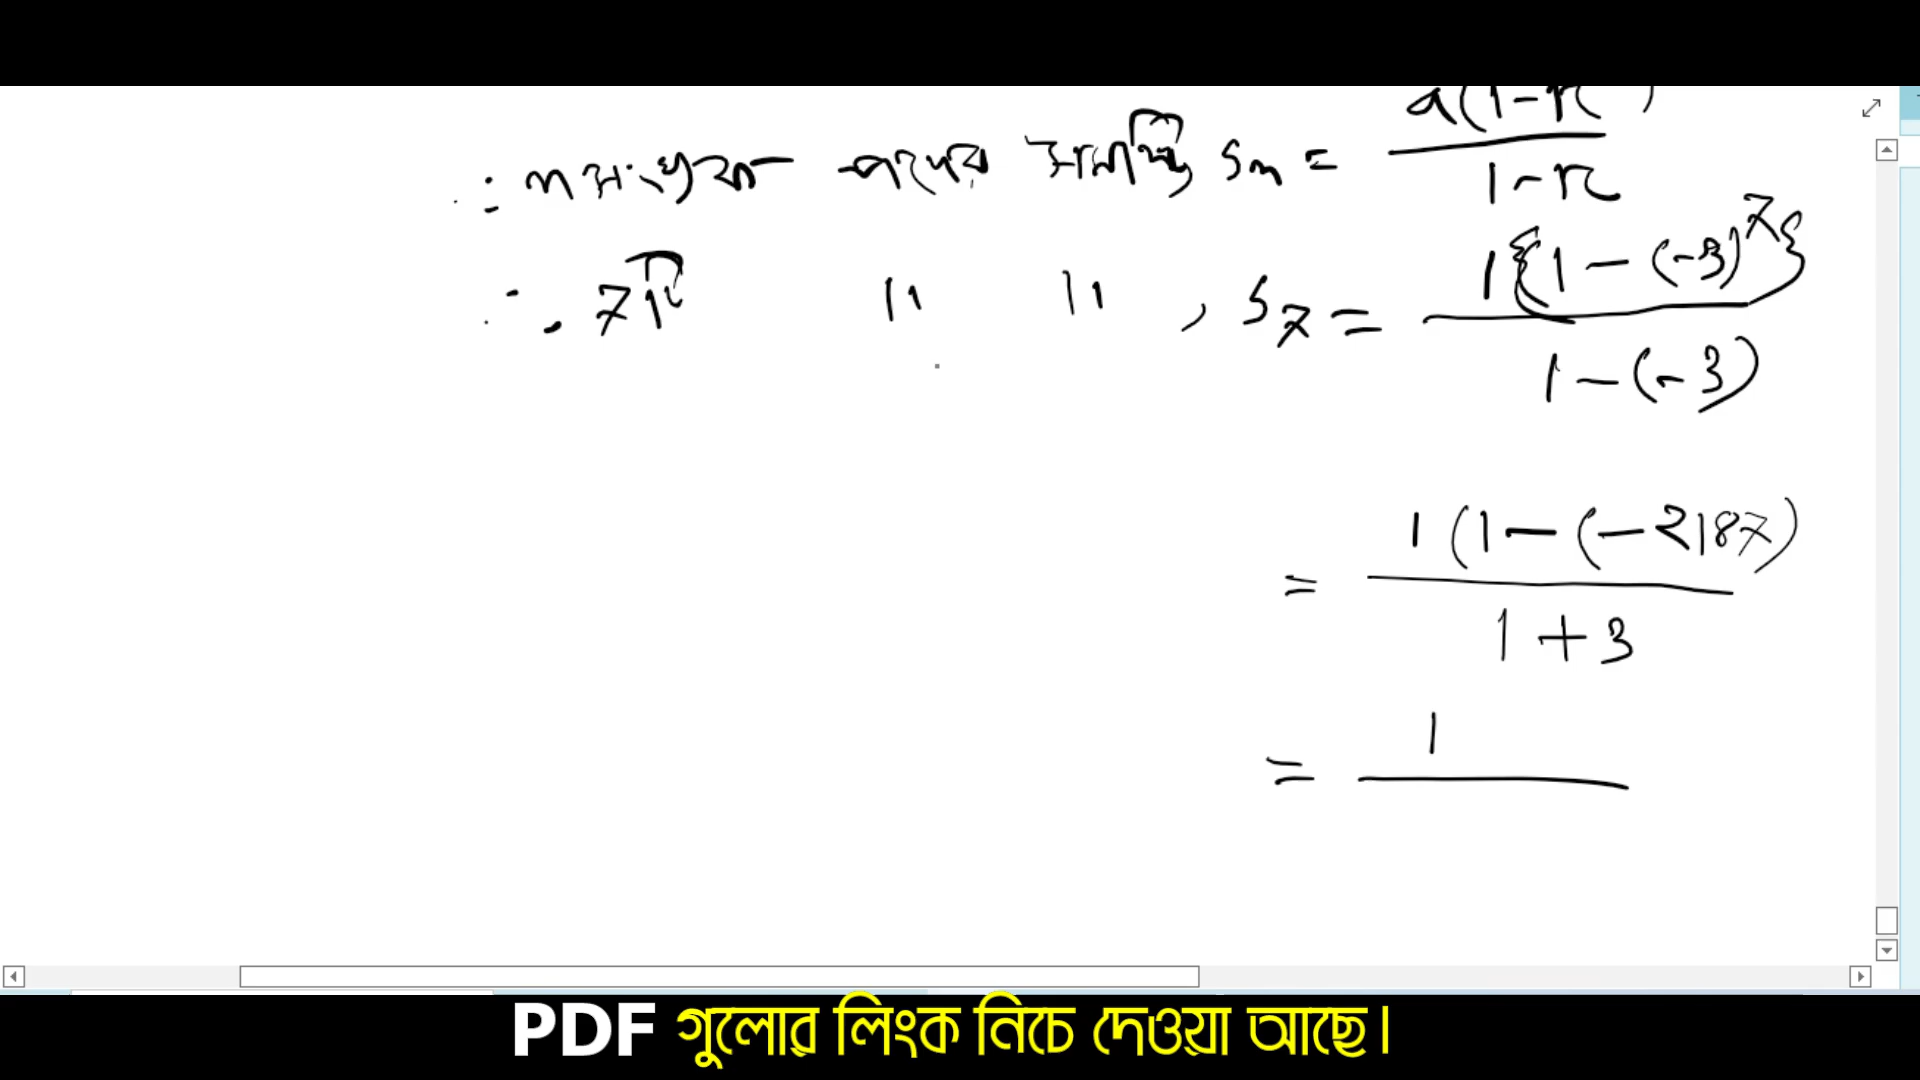 ∴ n সংখ্যক পদের সমষ্টি Sn = a(1-r^n) / 1-r
∴ 7টি " " , S7 = 1{1-(-3)^7} / 1-(-3)
= 1(1-(-2187) / 1+3
= 1
PDF গুলোর লিংক নিচে দেওয়া আছে।